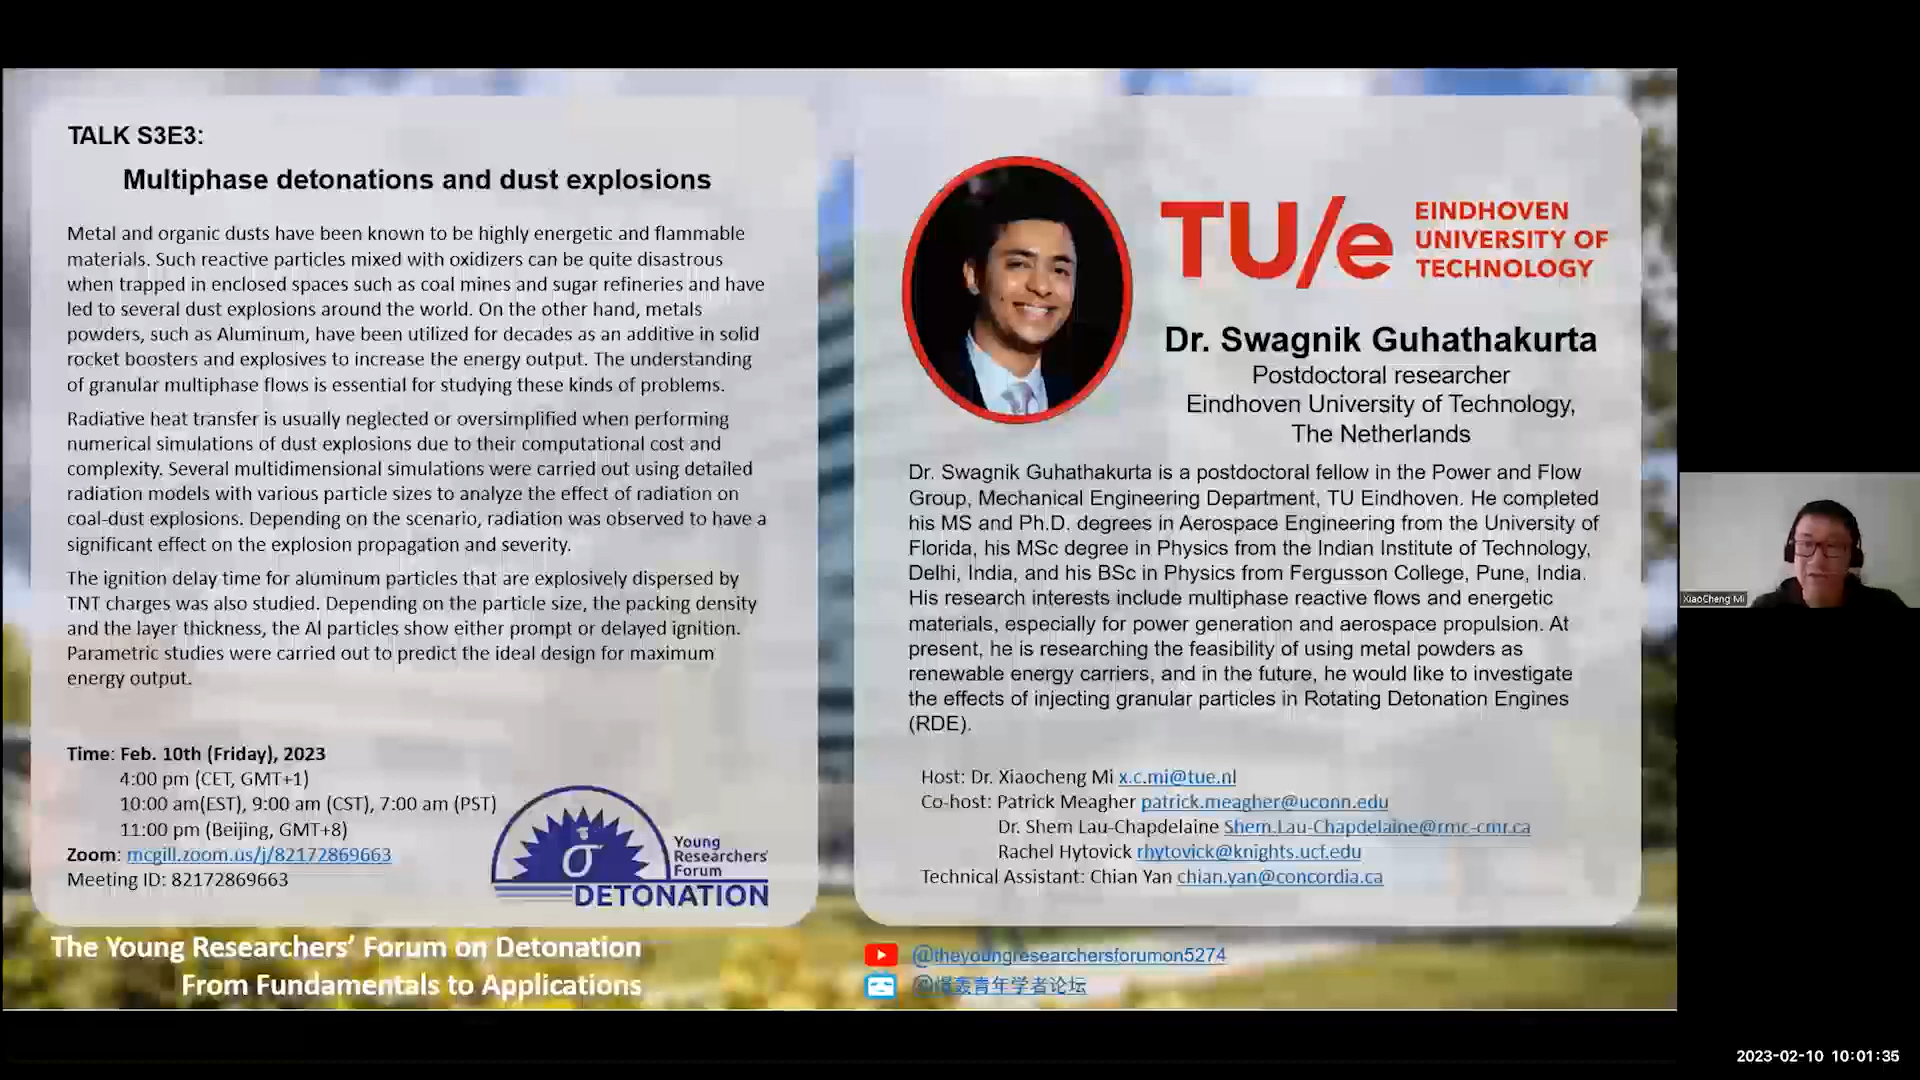 TALK S3E3:
Multiphase detonations and dust explosions
Metal and organic dusts have been known to be highly energetic and flammable
materials. Such reactive particles mixed with oxidizers can be quite disastrous
when trapped in enclosed spaces such as coal mines and sugar refineries and have
led to several dust explosions around the world. On the other hand, metals
powders, such as Aluminum, have been utilized for decades as an additive in solid
rocket boosters and explosives to increase the energy output. The understanding
of granular multiphase flows is essential for studying these kinds of problems.
Radiative heat transfer is usually neglected or oversimplified when performing
numerical simulations of dust explosions due to their computational cost and
complexity. Several multidimensional simulations were carried out using detailed
radiation models with various particle sizes to analyze the effect of radiation on
coal-dust explosions. Depending on the scenario, radiation was observed to have a
significant effect on the explosion propagation and severity.
The ignition delay time for aluminum particles that are explosively dispersed by
TNT charges was also studied. Depending on the particle size, the packing density
and the layer thickness, the Al particles show either prompt or delayed ignition.
Parametric studies were carried out to predict the ideal design for maximum
energy output.
Time: Feb. 10th (Friday), 2023
4:00 pm (CET, GMT+1)
10:00 am(EST), 9:00 am (CST), 7:00 am (PST)
11:00 pm (Beijing, GMT+8)
Zoom: mcgill.zoom.us/j/82172869663
Meeting ID: 82172869663
σ
Young
Researchers'
Forum
DETONATION
The Young Researchers' Forum on Detonation
From Fundamentals to Applications
TU/e
EINDHOVEN
UNIVERSITY OF
TECHNOLOGY
Dr. Swagnik Guhathakurta
Postdoctoral researcher
Eindhoven University of Technology,
The Netherlands
Dr. Swagnik Guhathakurta is a postdoctoral fellow in the Power and Flow
Group, Mechanical Engineering Department, TU Eindhoven. He completed
his MS and Ph.D. degrees in Aerospace Engineering from the University of
Florida, his MSc degree in Physics from the Indian Institute of Technology,
Delhi, India, and his BSc in Physics from Fergusson College, Pune, India.
His research interests include multiphase reactive flows and energetic
materials, especially for power generation and aerospace propulsion. At
present, he is researching the feasibility of using metal powders as
renewable energy carriers, and in the future, he would like to investigate
the effects of injecting granular particles in Rotating Detonation Engines
(RDE).
Host: Dr. Xiaocheng Mi x.c.mi@tue.nl
Co-host: Patrick Meagher patrick.meagher@uconn.edu
Dr. Shem Lau-Chapdelaine Shem.Lau-Chapdelaine@rmc-cmr.ca
Rachel Hytovick rhytovick@knights.ucf.edu
Technical Assistant: Chian Yan chian.yan@concordia.ca
@theyoungresearchersforumon5274
@爆轰青年学者论坛
XiaoCheng Mi
2023-02-10 10:01:35